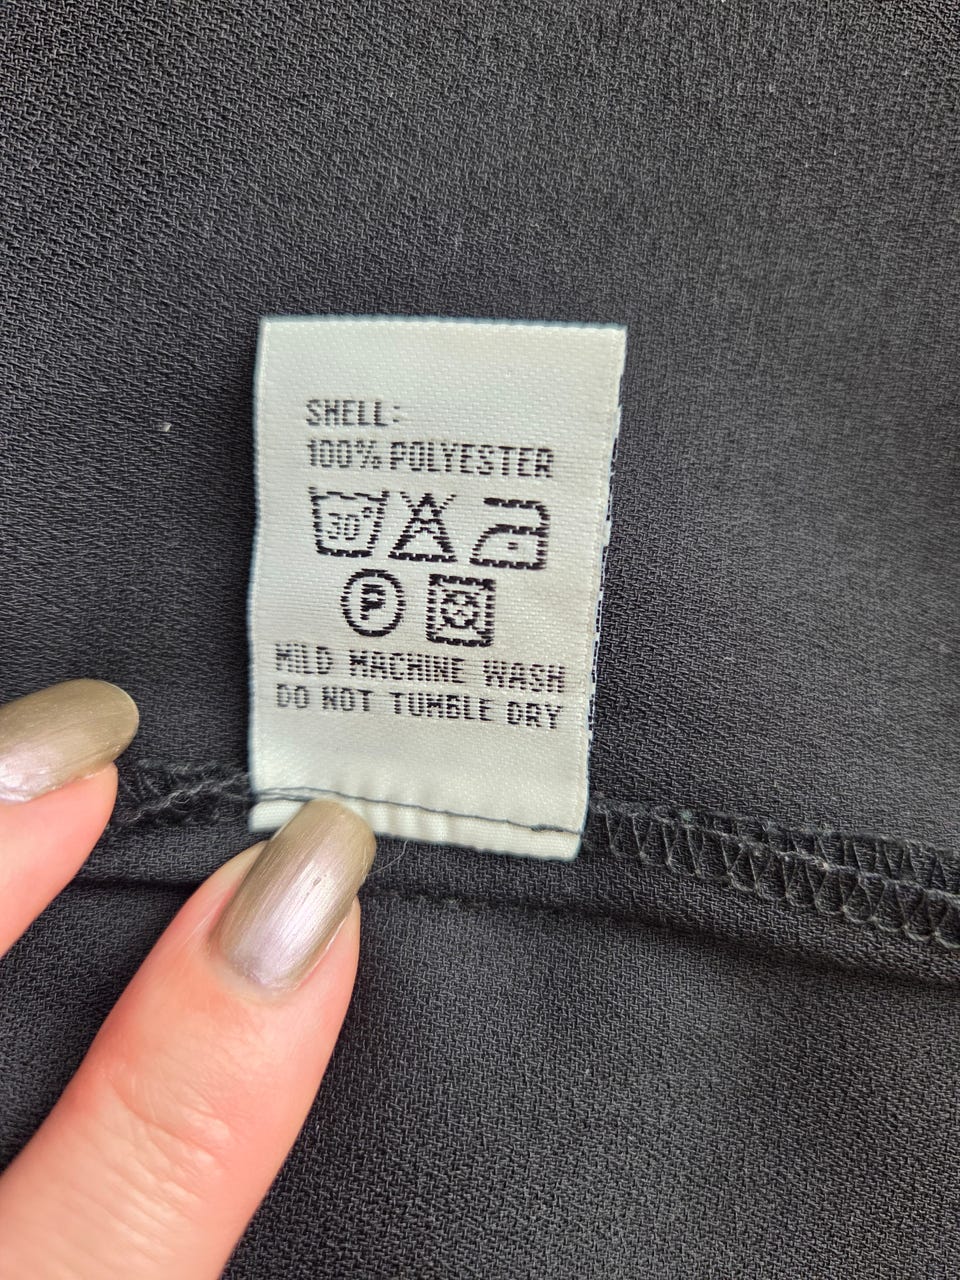 SHELL:
100% POLYESTER
30°
P
MILD MACHINE WASH
DO NOT TUMBLE DRY